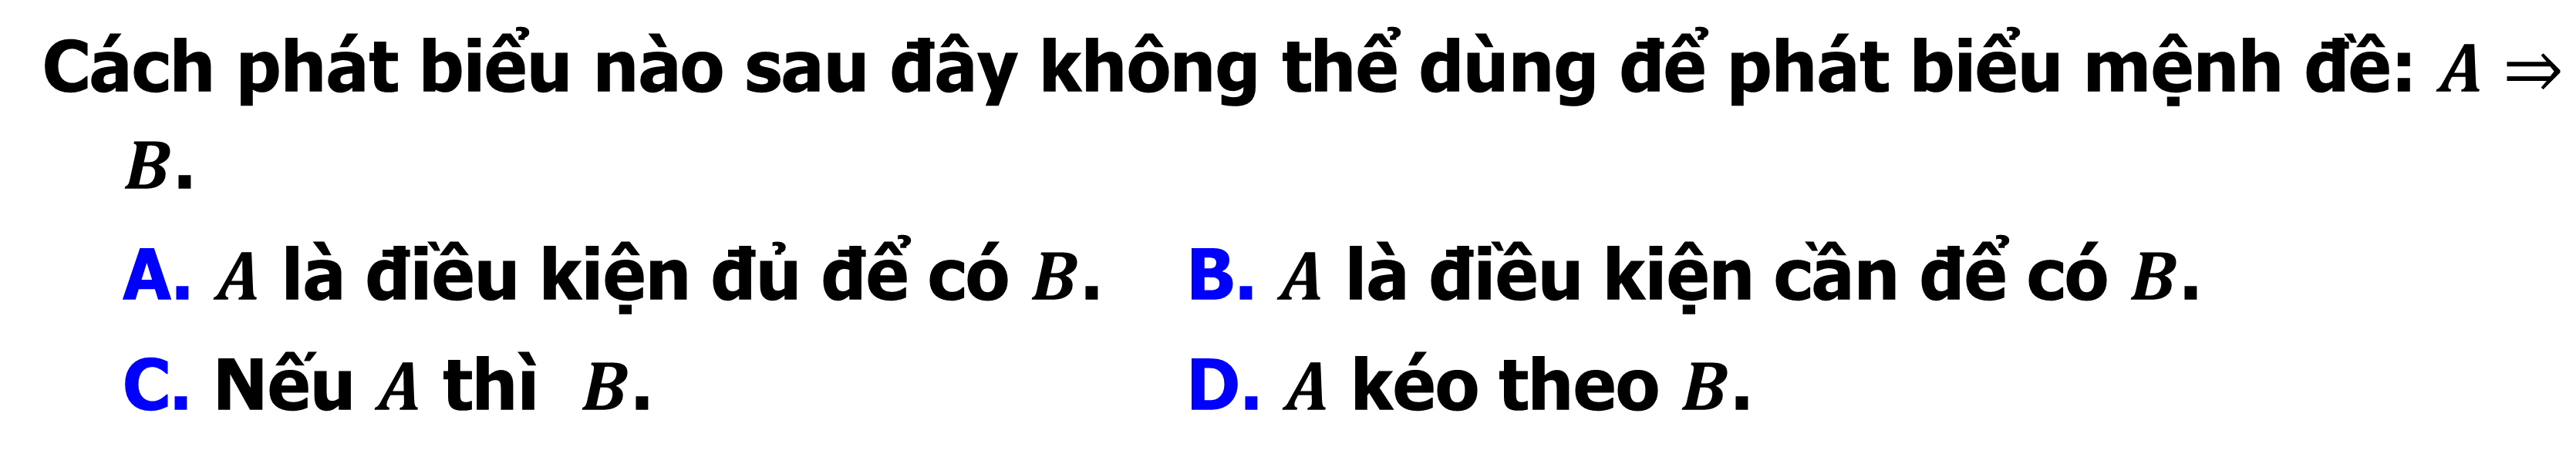 Cách phát biểu nào sau đây không thể dùng để phát biểu mệnh đề: A ⇒
B.
A. A là điều kiện đủ để có B. B. A là điều kiện cần để có B.
C. Nếu A thì B. D. A kéo theo B.